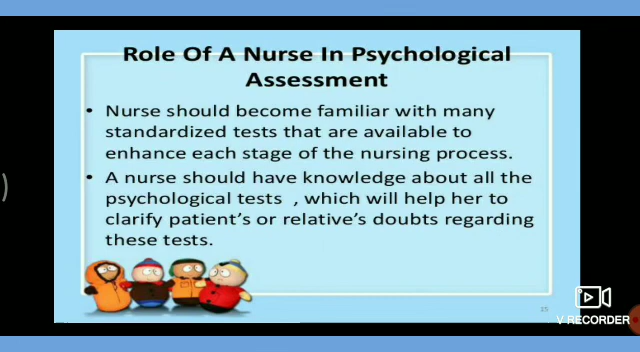 Role Of A Nurse In Psychological
Assessment
• Nurse should become familiar with many
standardized tests that are available to
enhance each stage of the nursing process.
• A nurse should have knowledge about all the
psychological tests , which will help her to
clarify patient's or relative's doubts regarding
these tests.
25
V RECORDER